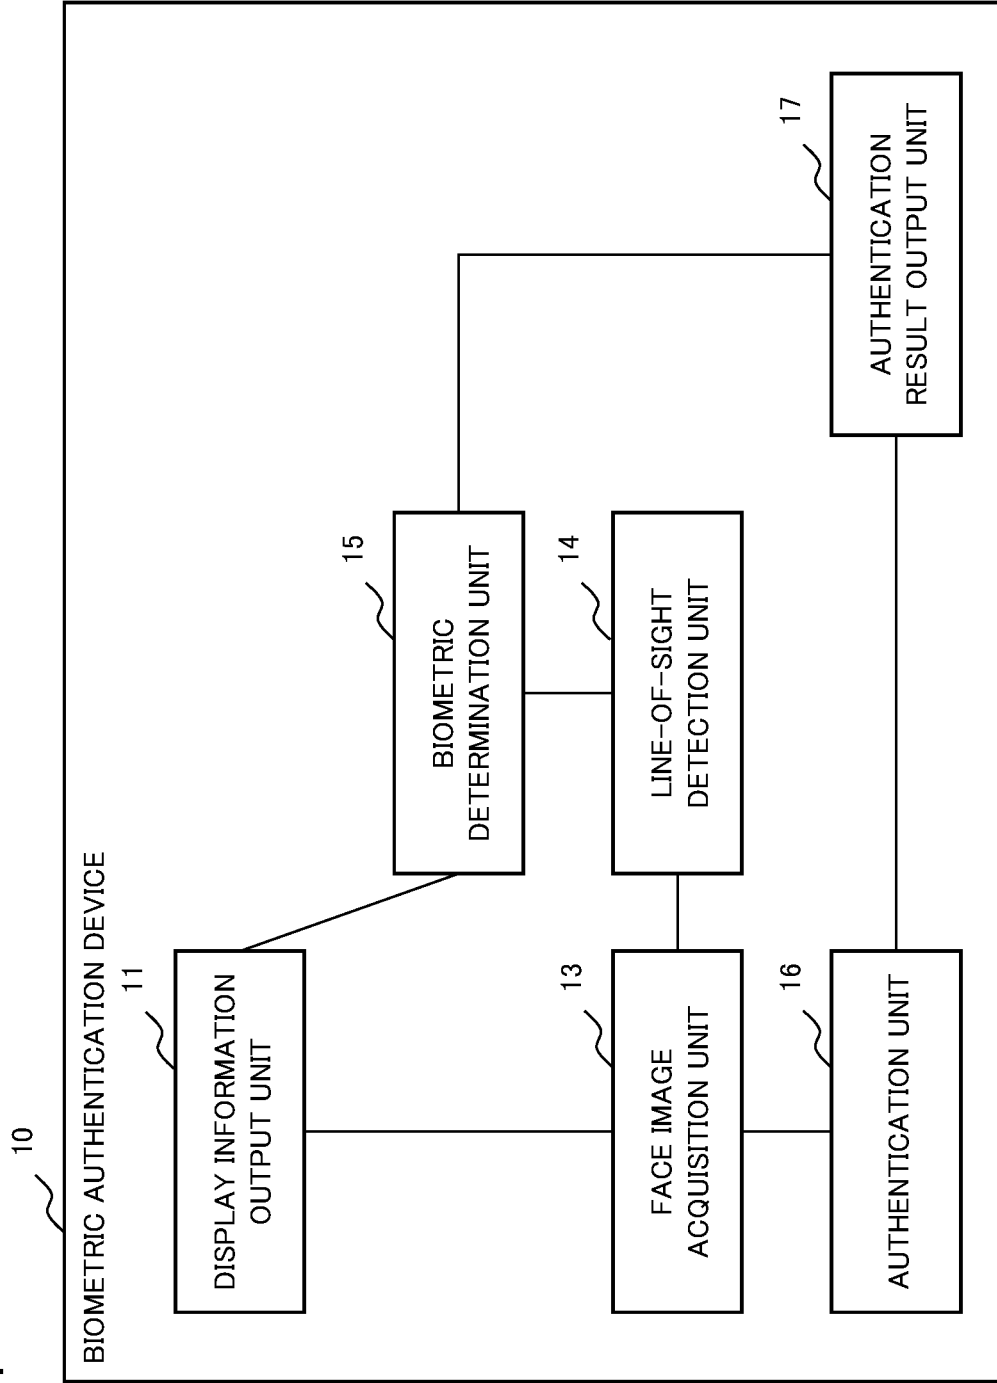 10
BIOMETRIC AUTHENTICATION DEVICE
11
DISPLAY INFORMATION
OUTPUT UNIT
15
BIOMETRIC
DETERMINATION UNIT
13
FACE IMAGE
ACQUISITION UNIT
14
LINE-OF-SIGHT
DETECTION UNIT
16
AUTHENTICATION UNIT
17
AUTHENTICATION
RESULT OUTPUT UNIT